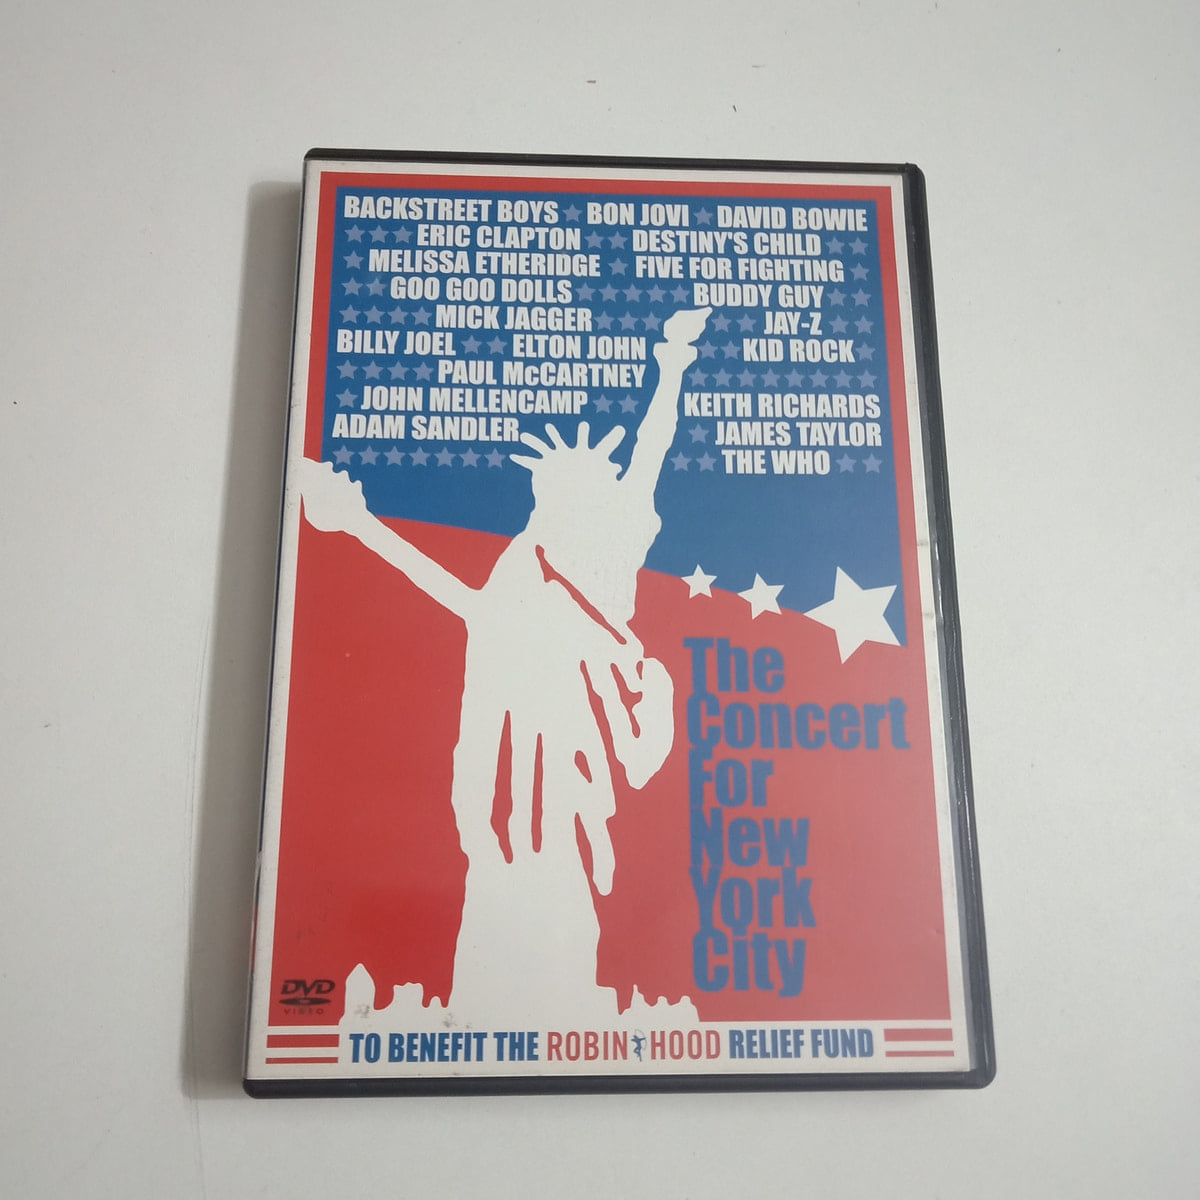 BACKSTREET BOYS ★ BON JOVI ★ DAVID BOWIE
★★★ ERIC CLAPTON ★★ DESTINY'S CHILD ★★
★ MELISSA ETHERIDGE ★ FIVE FOR FIGHTING ★
★★ GOO GOO DOLLS ★★★★★ BUDDY GUY ★★
★★★★ MICK JAGGER ★★★ ★★ JAY-Z ★★
BILLY JOEL ★★ ELTON JOHN ★★ KID ROCK ★
★★★★ PAUL McCARTNEY ★★★★★★★★
★ JOHN MELLENCAMP ★★ KEITH RICHARDS
ADAM SANDLER ★ JAMES TAYLOR
★★★★★★★ ★★ THE WHO ★★
The
Concert
For
New
York
City
DVD
VIDEO
TO BENEFIT THE ROBIN HOOD RELIEF FUND